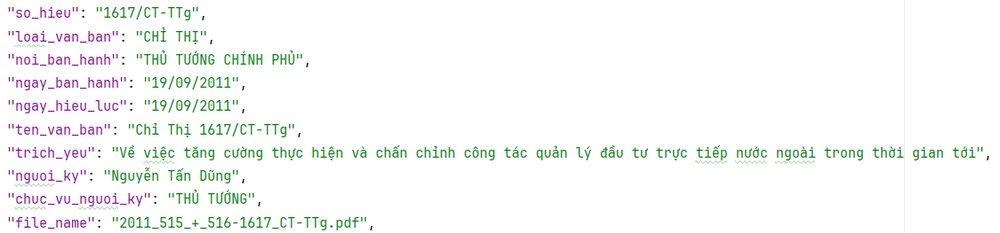 "so_hieu": "1617/CT-TTg",
"loai_van_ban": "CHỈ THỊ",
"noi_ban_hanh": "THỦ TƯỚNG CHÍNH PHỦ",
"ngay_ban_hanh": "19/09/2011",
"ngay_hieu_luc": "19/09/2011",
"ten_van_ban": "Chỉ Thị 1617/CT-TTg",
"trich_yeu": "Về việc tăng cường thực hiện và chấn chỉnh công tác quản lý đầu tư trực tiếp nước ngoài trong thời gian tới",
"nguoi_ky": "Nguyễn Tấn Dũng",
"chuc_vu_nguoi_ky": "THỦ TƯỚNG",
"file_name": "2011_515_+_516-1617_CT-TTg.pdf",